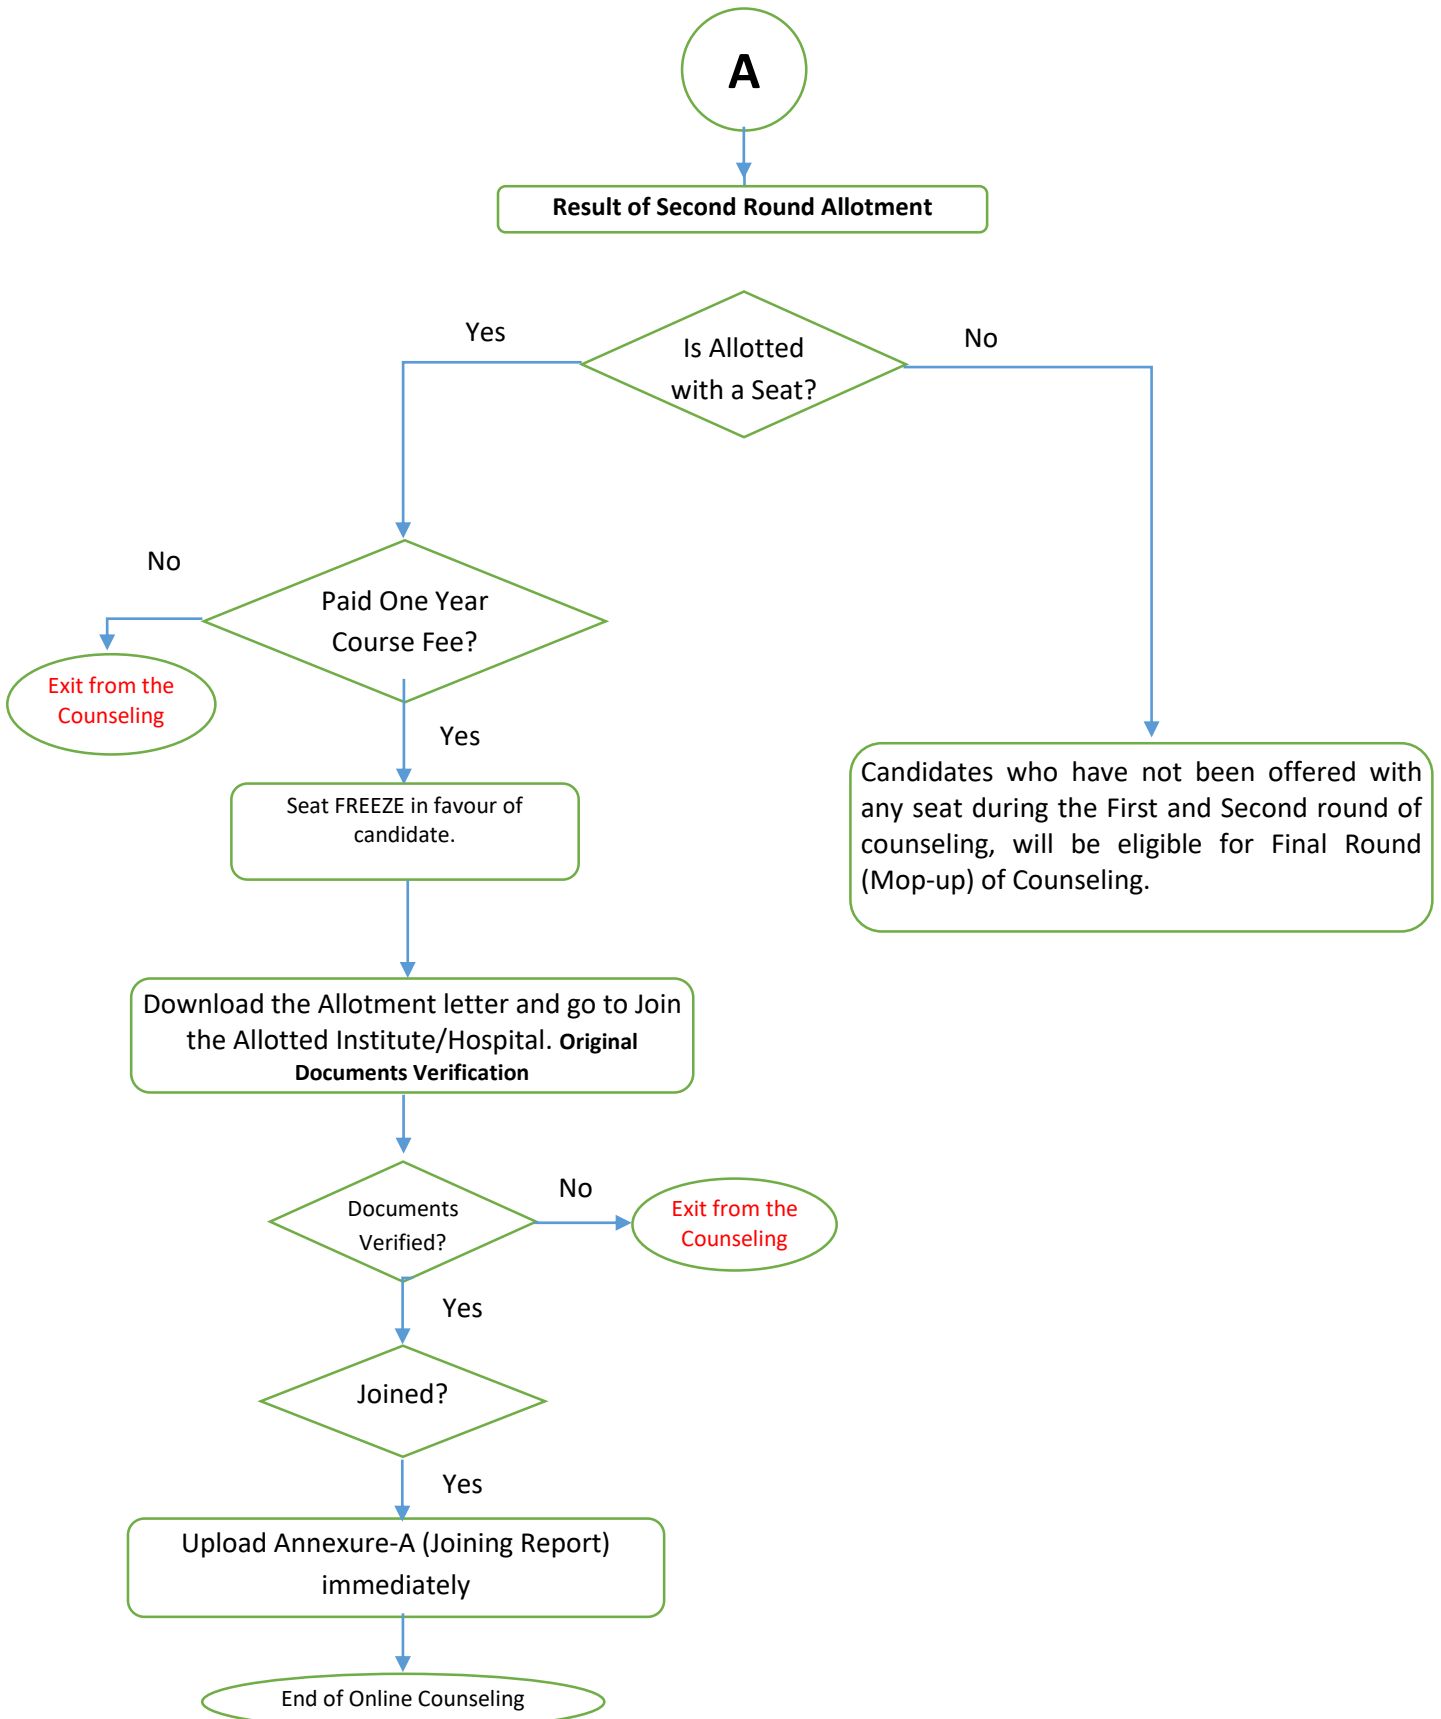 A
Result of Second Round Allotment
Yes
No
Is Allotted
with a Seat?
No
Paid One Year
Course Fee?
Exit from the
Counseling
Yes
Seat FREEZE in favour of
candidate.
Candidates who have not been offered with
any seat during the First and Second round of
counseling, will be eligible for Final Round
(Mop-up) of Counseling.
Download the Allotment letter and go to Join
the Allotted Institute/Hospital. Original
Documents Verification
Documents
Verified?
No
Exit from the
Counseling
Yes
Joined?
Yes
Upload Annexure-A (Joining Report)
immediately
End of Online Counseling